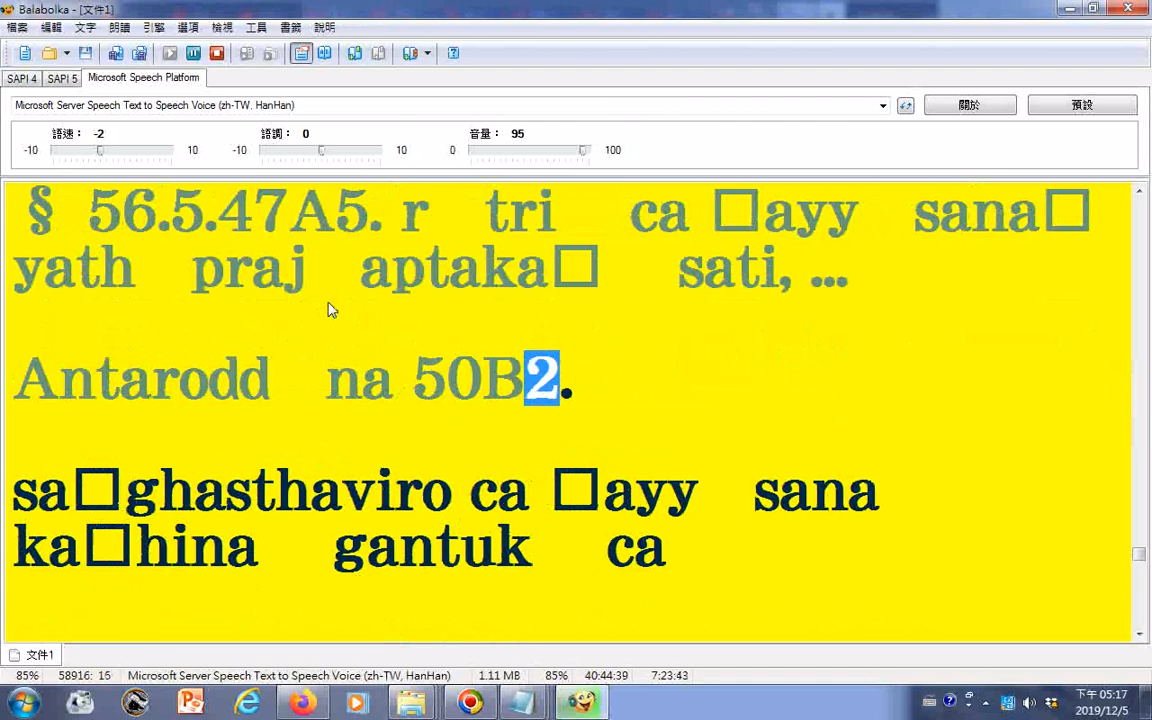 Balabolka - [文件1]
檔案 編輯 文字 朗讀 引擎 選項 檢視 工具 書籤 說明
SAPI 4 SAPI 5 Microsoft Speech Platform
Microsoft Server Speech Text to Speech Voice (zh-TW, HanHan) 關於 預設
語速： -2 語調： 0 音量： 95
-10 10 -10 10 0 100
§ 56.5.47A5. r tri ca □ayy sana□
yath praj aptaka□ sati, ...
Antarodd na 50B2.
sa□ghasthaviro ca □ayy sana
ka□hina gantuk ca
文件1
85% 58916: 15 Microsoft Server Speech Text to Speech Voice (zh-TW, HanHan) 1.11 MB 85% 40:44:39 7:23:43
下午 05:17
2019/12/5